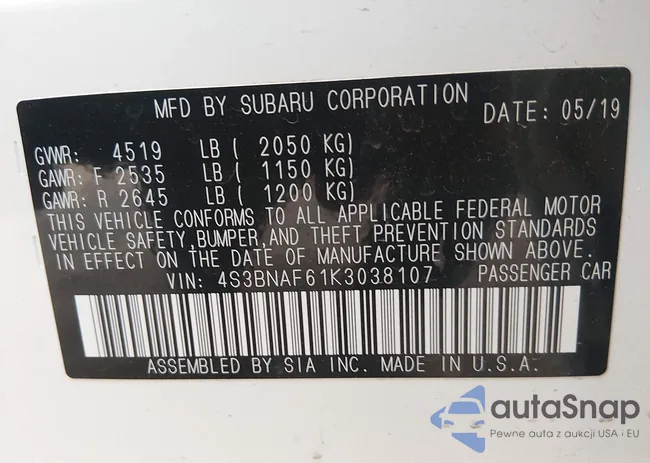 MFD BY SUBARU CORPORATION DATE: 05/19
GVWR: 4519 LB ( 2050 KG)
GAWR: F 2535 LB ( 1150 KG)
GAWR: R 2645 LB ( 1200 KG)
THIS VEHICLE CONFORMS TO ALL APPLICABLE FEDERAL MOTOR
VEHICLE SAFETY, BUMPER, AND THEFT PREVENTION STANDARDS
IN EFFECT ON THE DATE OF MANUFACTURE SHOWN ABOVE.
VIN: 4S3BNAF61K3038107 PASSENGER CAR
ASSEMBLED BY SIA INC. MADE IN U.S.A.
autoSnap
Pewne auta z aukcji USA i EU